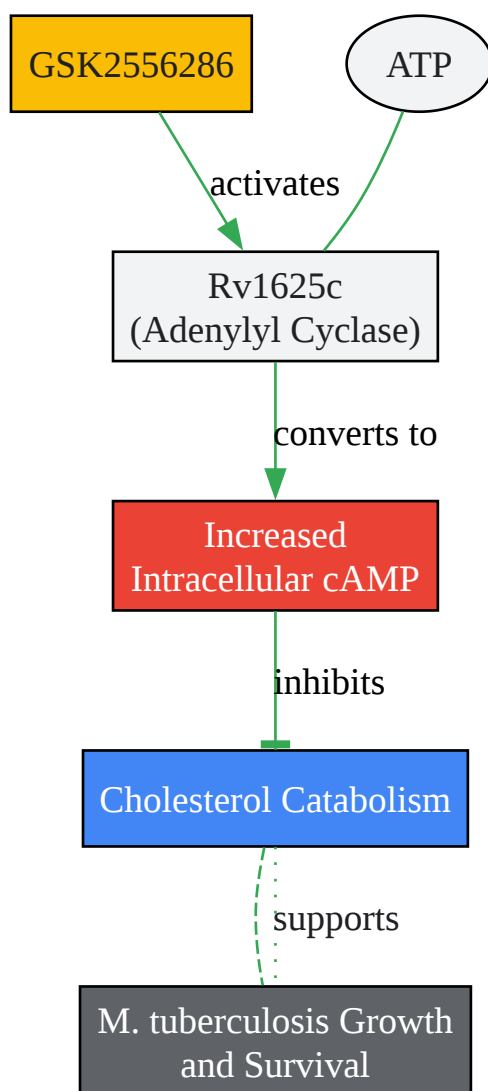 GSK2556286
ATP
activates
Rv1625c
(Adenylyl Cyclase)
converts to
Increased
Intracellular cAMP
inhibits
Cholesterol Catabolism
supports
M. tuberculosis Growth
and Survival